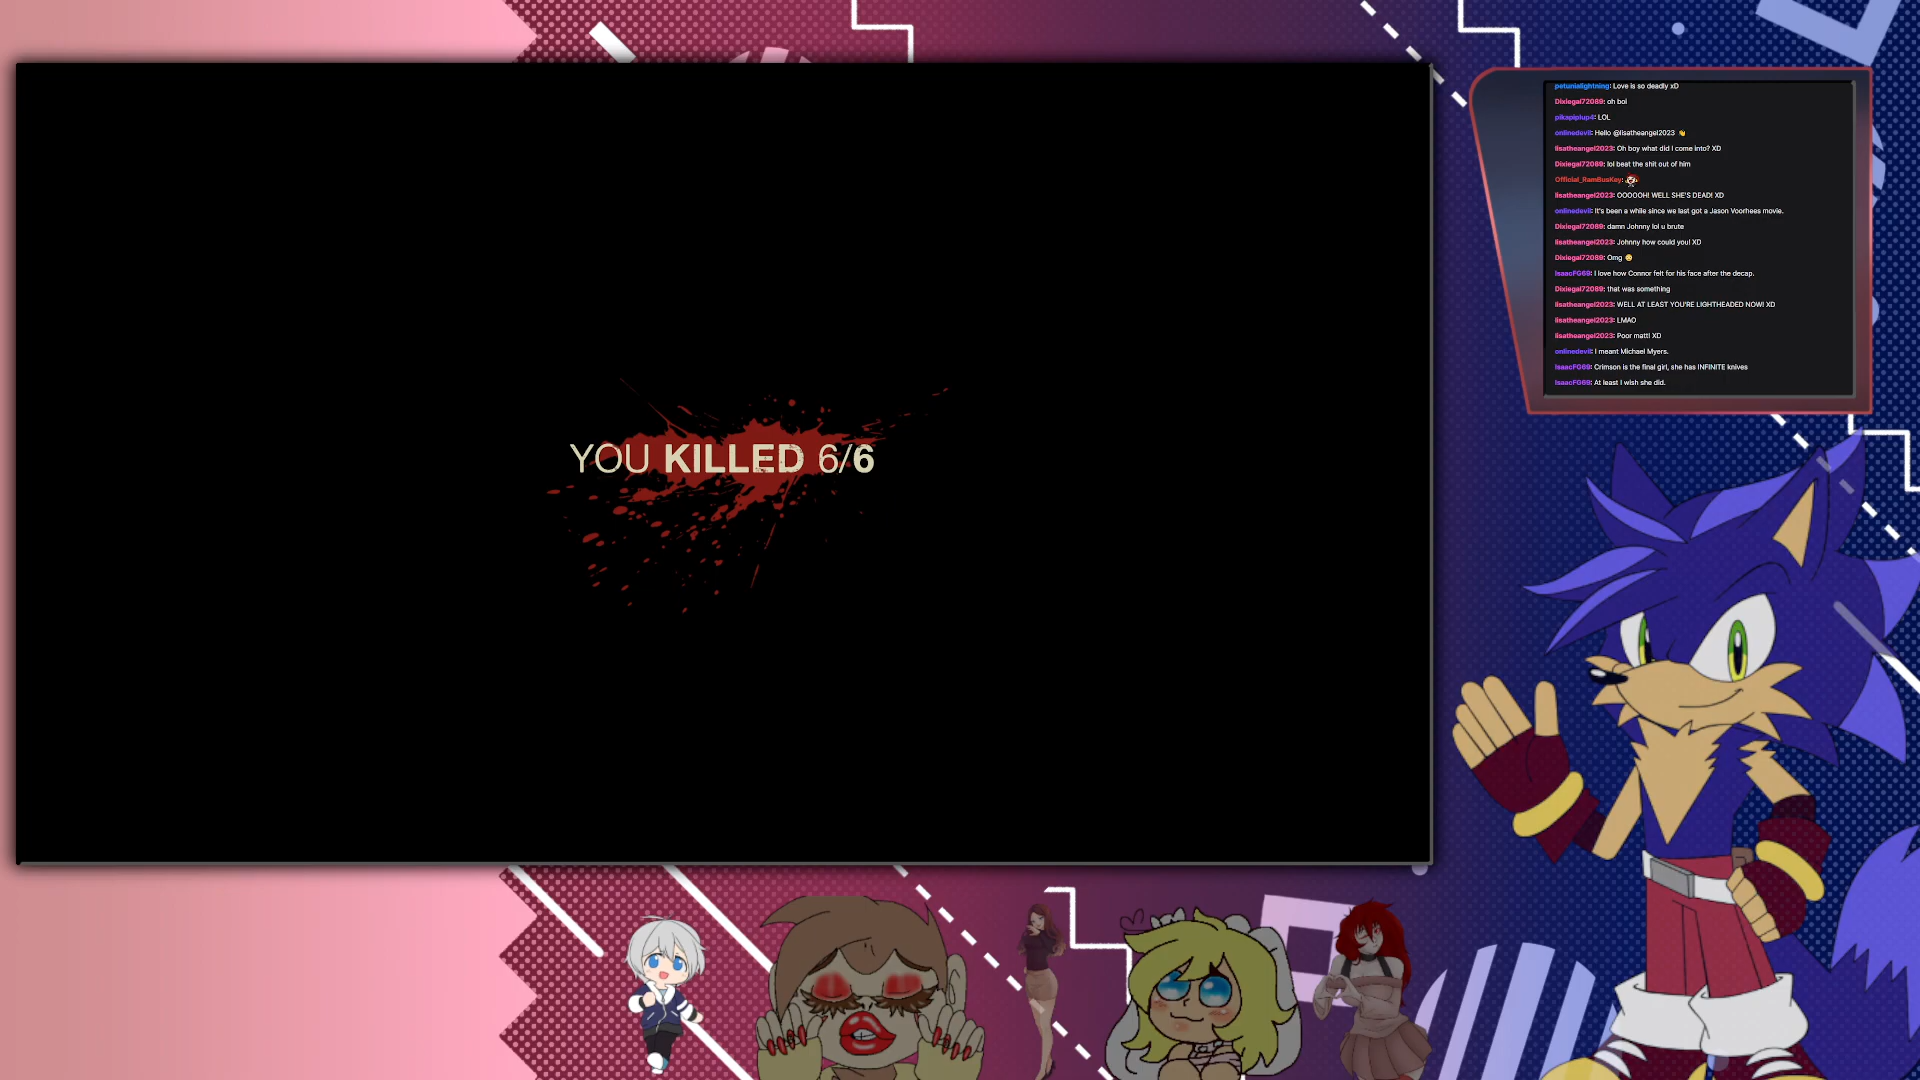 YOU KILLED 6/6
petunialightning: Love is so deadly xD
Dixiegal72089: oh boi
pikapiplup4: LOL
onlinedevil: Hello @lisatheangel2023 👋
lisatheangel2023: Oh boy what did I come into? XD
Dixiegal72089: lol beat the shit out of him
Official_RamBusKey:
lisatheangel2023: OOOOOH! WELL SHE'S DEAD! XD
onlinedevil: It's been a while since we last got a Jason Voorhees movie.
Dixiegal72089: damn Johnny lol u brute
lisatheangel2023: Johnny how could you! XD
Dixiegal72089: Omg 😳
IsaacFG69: I love how Connor felt for his face after the decap.
Dixiegal72089: that was something
lisatheangel2023: WELL AT LEAST YOU'RE LIGHTHEADED NOW! XD
lisatheangel2023: LMAO
lisatheangel2023: Poor matt! XD
onlinedevil: I meant Michael Myers.
IsaacFG69: Crimson is the final girl, she has INFINITE knives
IsaacFG69: At least I wish she did.